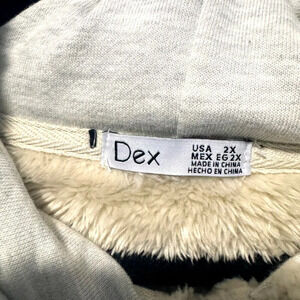 Dex
USA 2X
MEX EG 2X
MADE IN CHINA
HECHO EN CHINA